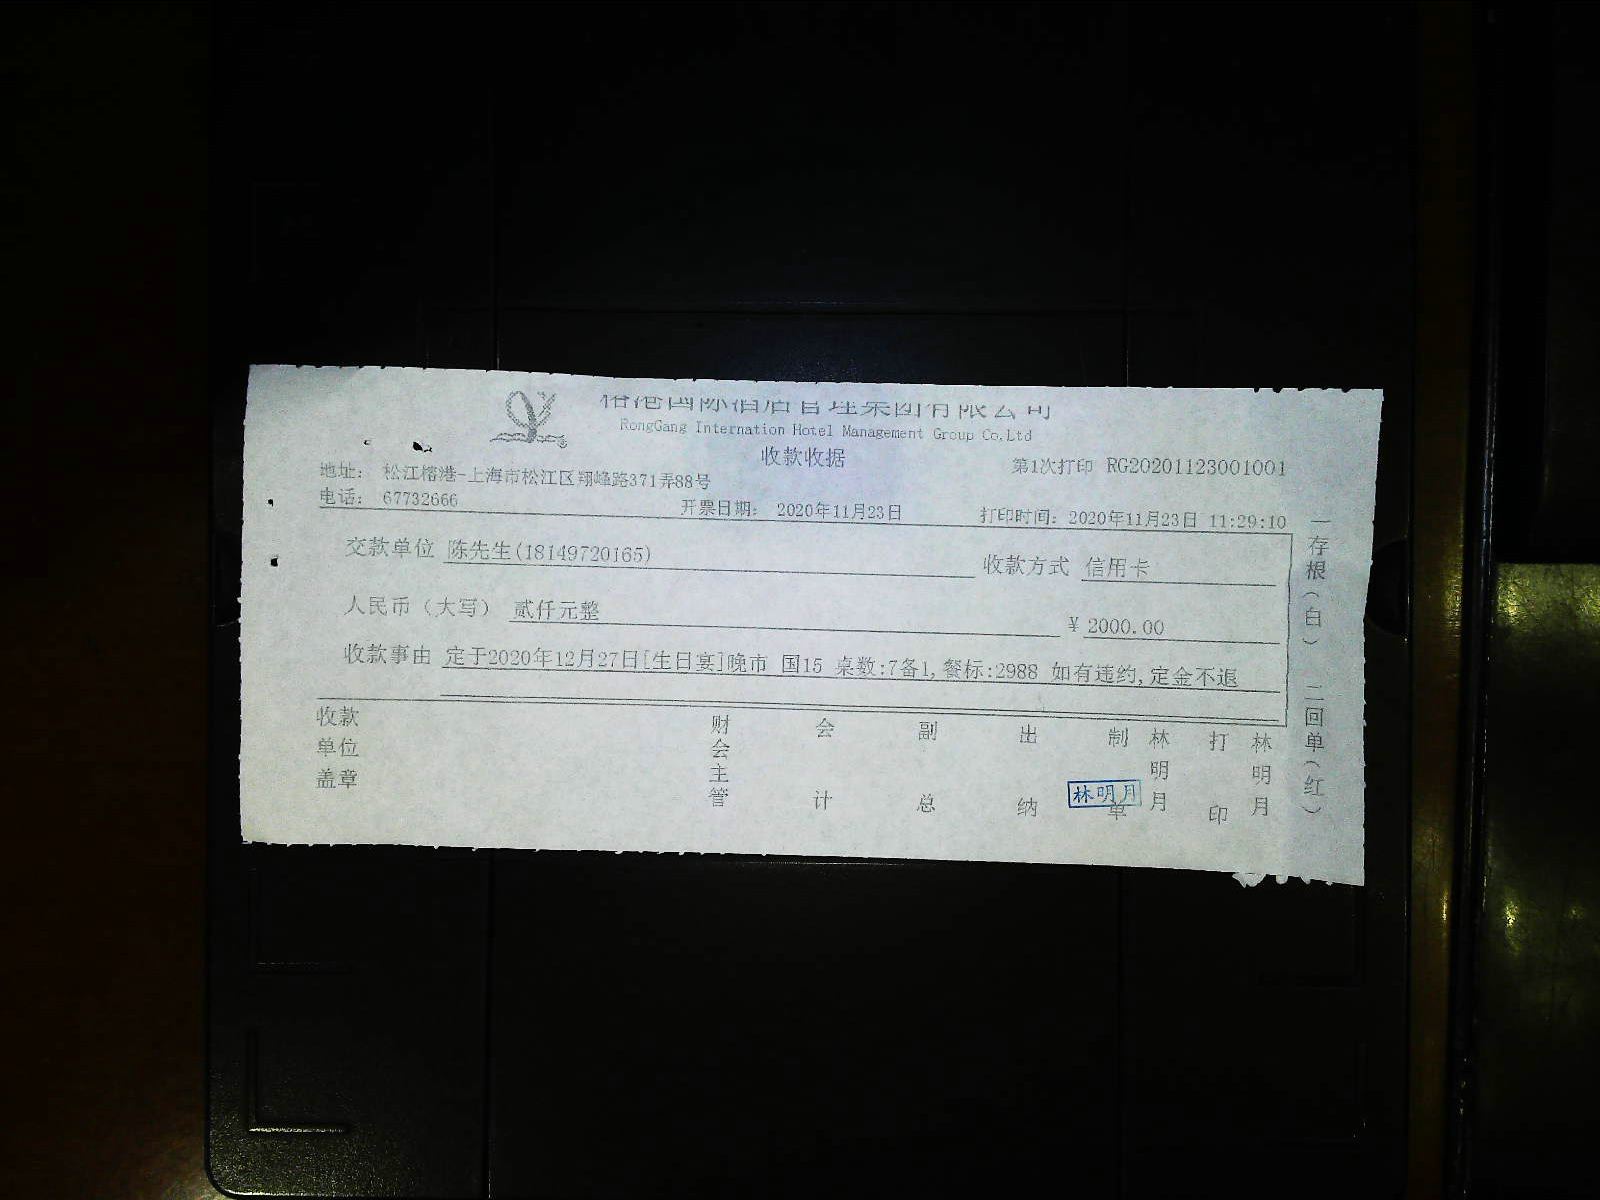 榕港国际酒店管理集团有限公司
RongGang Internation Hotel Management Group Co.Ltd
收款收据
第1次打印 RG20201123001001
地址: 松江榕港-上海市松江区翔峰路371弄88号
电话: 67732666 开票日期: 2020年11月23日 打印时间: 2020年11月23日 11:29:10
交款单位 陈先生(18149720165) 收款方式 信用卡
人民币（大写） 贰仟元整 ￥2000.00
收款事由 定于2020年12月27日[生日宴]晚市 国15 桌数:7备1,餐标:2988 如有违约,定金不退
收款单位盖章 财会主管 会计 副总 出纳 制单 林明月 打印 林明月
林明月
一存根（白） 二回单（红）